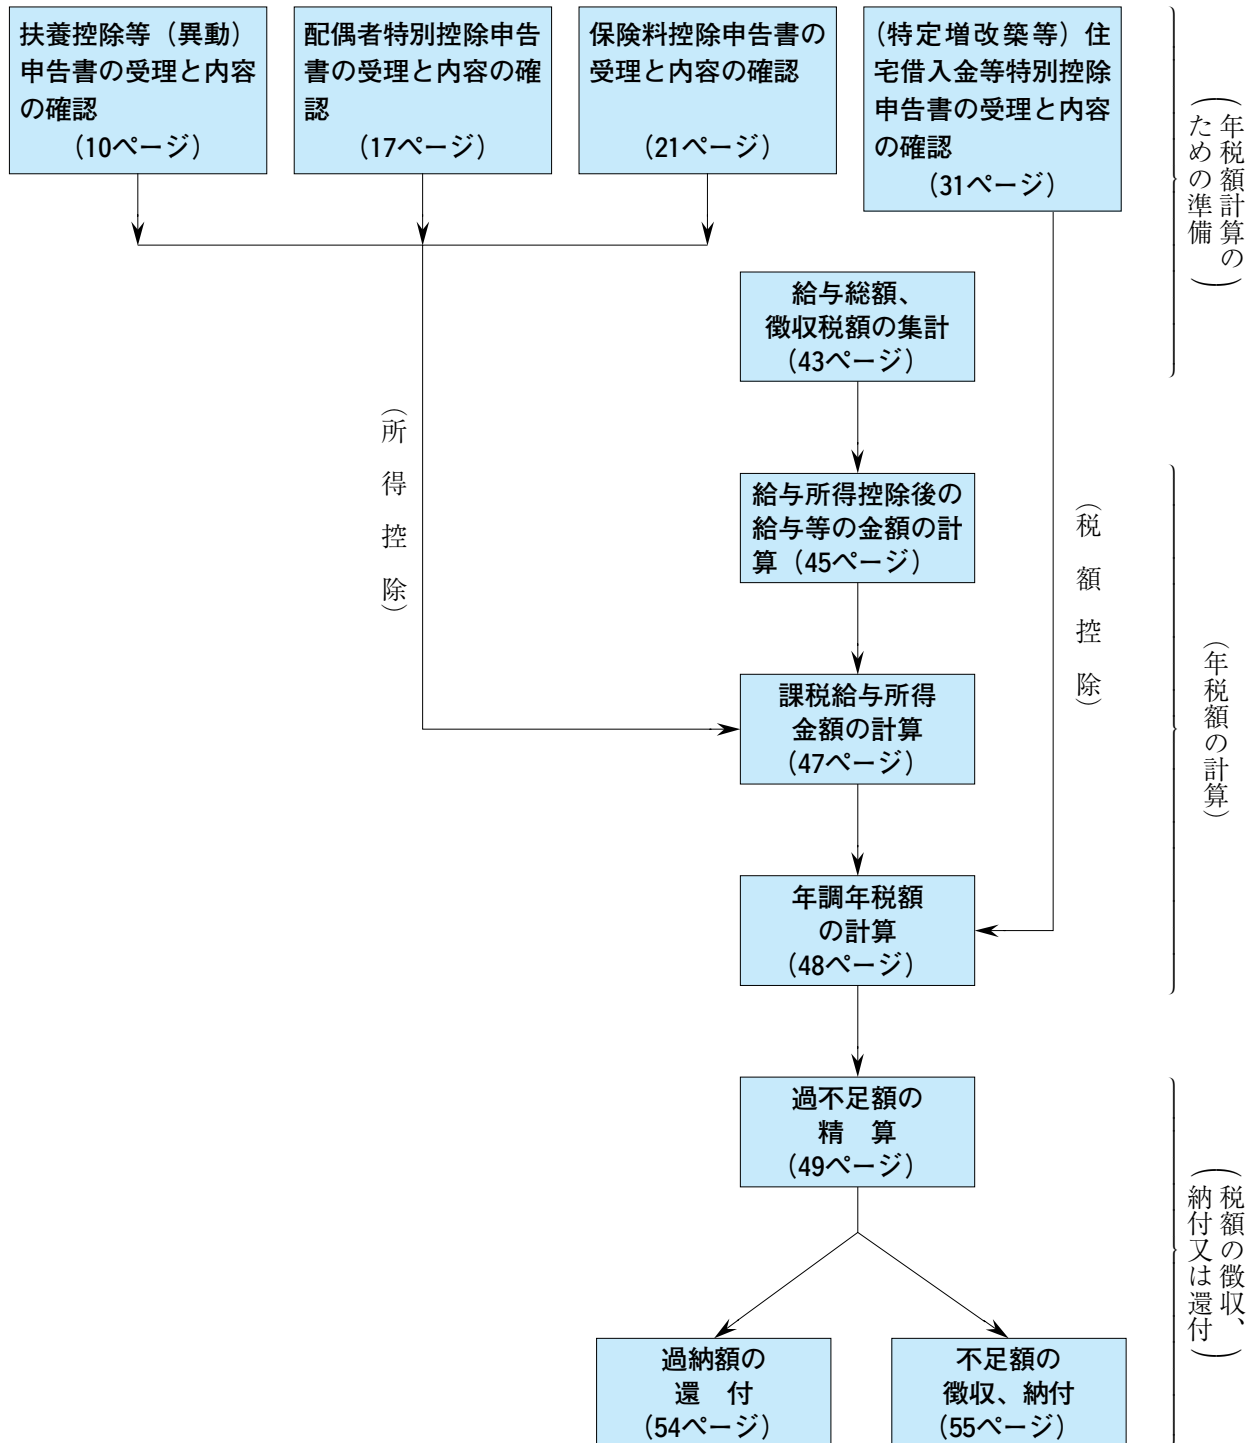 扶養控除等（異動）
申告書の受理と内容
の確認
（10ページ）
配偶者特別控除申告
書の受理と内容の確
認
（17ページ）
保険料控除申告書の
受理と内容の確認
（21ページ）
（特定増改築等）住
宅借入金等特別控除
申告書の受理と内容
の確認
（31ページ）
（年税額計算の
ための準備）
給与総額、
徴収税額の集計
（43ページ）
（所得控除）
給与所得控除後の
給与等の金額の計
算（45ページ）
（税額控除）
課税給与所得
金額の計算
（47ページ）
（年税額の計算）
年調年税額
の計算
（48ページ）
過不足額の
精　算
（49ページ）
（税額の徴収、
納付又は還付）
過納額の
還　付
（54ページ）
不足額の
徴収、納付
（55ページ）